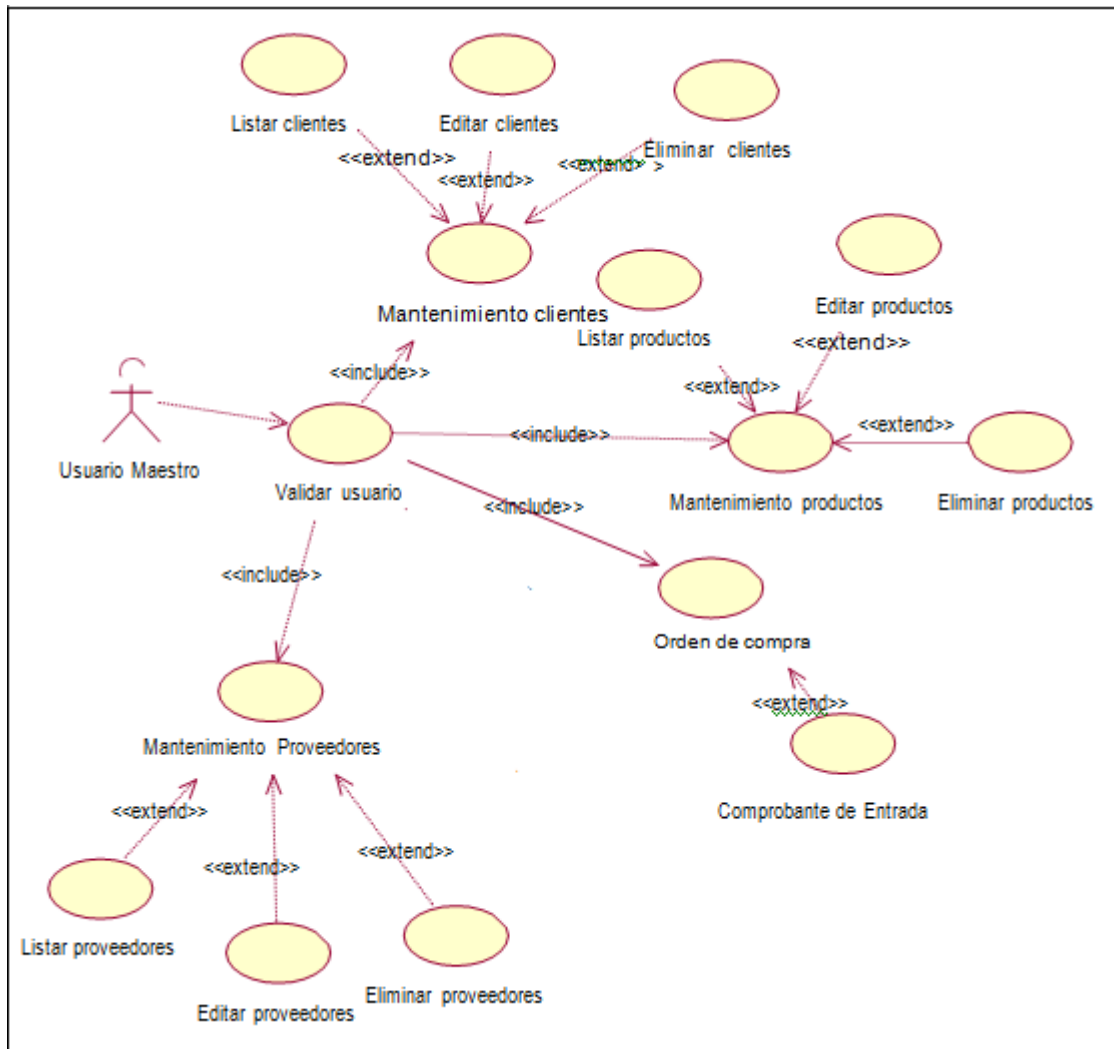 Listar clientes
Editar clientes
Eliminar clientes
<<extend>>
<<extend>>
<<extend> >
Mantenimiento clientes
Editar productos
Listar productos
<<extend>>
<<include>>
<<extend>>
<<extend>>
<<include>>
Usuario Maestro
Validar usuario
Mantenimiento productos
Eliminar productos
<<include>>
<<include>>
Orden de compra
<<extend>>
Mantenimiento Proveedores
Comprobante de Entrada
<<extend>>
<<extend>>
<<extend>>
Listar proveedores
Editar proveedores
Eliminar proveedores